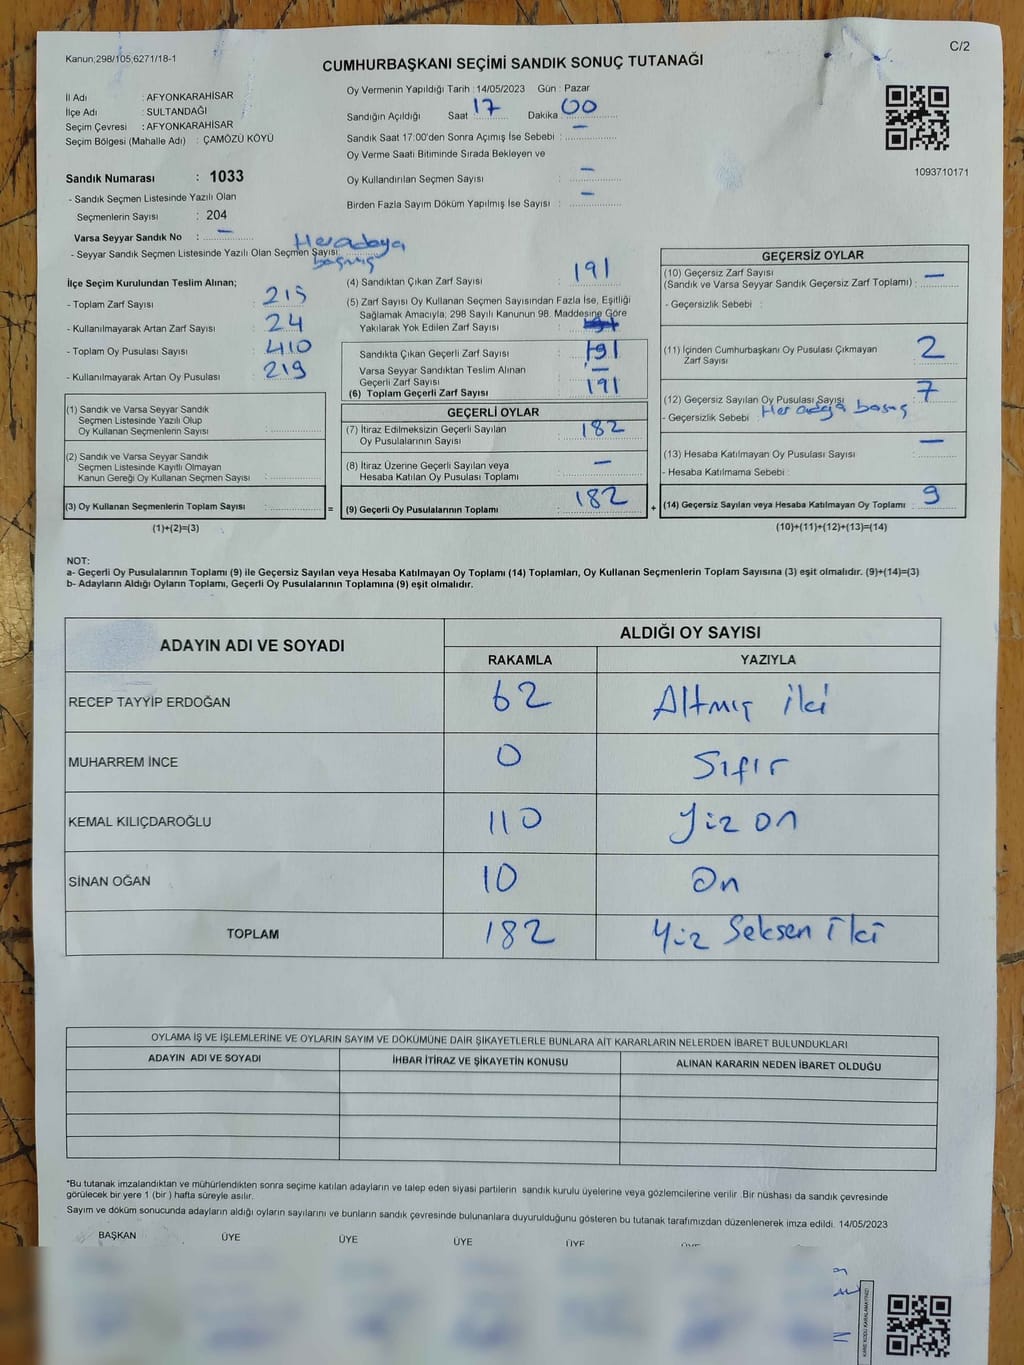 Kanun;298/105,6271/18-1
C/2
CUMHURBAŞKANI SEÇİMİ SANDIK SONUÇ TUTANAĞI
İl Adı : AFYONKARAHİSAR
İlçe Adı : SULTANDAĞI
Seçim Çevresi : AFYONKARAHİSAR
Seçim Bölgesi (Mahalle Adı) : ÇAMÖZÜ KÖYÜ
Oy Vermenin Yapıldığı Tarih : 14/05/2023 Gün : Pazar
Sandığın Açıldığı Saat 17 Dakika 00
Sandık Saat 17:00'den Sonra Açımış İse Sebebi : –
Oy Verme Saati Bitiminde Sırada Bekleyen ve
Oy Kullandırılan Seçmen Sayısı : –
Birden Fazla Sayım Döküm Yapılmış İse Sayısı : –
1093710171
Sandık Numarası : 1033
- Sandık Seçmen Listesinde Yazılı Olan
Seçmenlerin Sayısı : 204
Varsa Seyyar Sandık No : –
- Seyyar Sandık Seçmen Listesinde Yazılı Olan Seçmen Sayısı:
İlçe Seçim Kurulundan Teslim Alınan;
- Toplam Zarf Sayısı : 215
- Kullanılmayarak Artan Zarf Sayısı : 24
- Toplam Oy Pusulası Sayısı : 410
- Kullanılmayarak Artan Oy Pusulası : 219
(1) Sandık ve Varsa Seyyar Sandık
Seçmen Listesinde Yazılı Olup
Oy Kullanan Seçmenlerin Sayısı :
(2) Sandık ve Varsa Seyyar Sandık
Seçmen Listesinde Kayıtlı Olmayan
Kanun Gereği Oy Kullanan Seçmen Sayısı :
(3) Oy Kullanan Seçmenlerin Toplam Sayısı :
(1)+(2)=(3)
=
(4) Sandıktan Çıkan Zarf Sayısı : 191
(5) Zarf Sayısı Oy Kullanan Seçmen Sayısından Fazla İse, Eşitliği
Sağlamak Amacıyla; 298 Sayılı Kanunun 98. Maddesine Göre
Yakılarak Yok Edilen Zarf Sayısı :
Sandıkta Çıkan Geçerli Zarf Sayısı : 191
Varsa Seyyar Sandıktan Teslim Alınan –
Geçerli Zarf Sayısı
(6) Toplam Geçerli Zarf Sayısı : 191
GEÇERLİ OYLAR
(7) İtiraz Edilmeksizin Geçerli Sayılan
Oy Pusulalarının Sayısı : 182
(8) İtiraz Üzerine Geçerli Sayılan veya
Hesaba Katılan Oy Pusulası Toplamı : –
(9) Geçerli Oy Pusulalarının Toplamı : 182
+
GEÇERSİZ OYLAR
(10) Geçersiz Zarf Sayısı
(Sandık ve Varsa Seyyar Sandık Geçersiz Zarf Toplamı) : –
- Geçersizlik Sebebi :
(11) İçinden Cumhurbaşkanı Oy Pusulası Çıkmayan
Zarf Sayısı : 2
(12) Geçersiz Sayılan Oy Pusulası Sayısı : 7
- Geçersizlik Sebebi :
(13) Hesaba Katılmayan Oy Pusulası Sayısı : –
- Hesaba Katılmama Sebebi :
(14) Geçersiz Sayılan veya Hesaba Katılmayan Oy Toplamı : 9
(10)+(11)+(12)+(13)=(14)
NOT:
a- Geçerli Oy Pusulalarının Toplamı (9) ile Geçersiz Sayılan veya Hesaba Katılmayan Oy Toplamı (14) Toplamları, Oy Kullanan Seçmenlerin Toplam Sayısına (3) eşit olmalıdır. (9)+(14)=(3)
b- Adayların Aldığı Oyların Toplamı, Geçerli Oy Pusulalarının Toplamına (9) eşit olmalıdır.
ADAYIN ADI VE SOYADI
ALDIĞI OY SAYISI
RAKAMLA YAZIYLA
RECEP TAYYİP ERDOĞAN 62 Altmış iki
MUHARREM İNCE 0 Sıfır
KEMAL KILIÇDAROĞLU 110 Yüz on
SİNAN OĞAN 10 On
TOPLAM 182 Yüz Seksen iki
OYLAMA İŞ VE İŞLEMLERİNE VE OYLARIN SAYIM VE DÖKÜMÜNE DAİR ŞİKAYETLERLE BUNLARA AİT KARARLARIN NELERDEN İBARET BULUNDUKLARI
ADAYIN ADI VE SOYADI İHBAR İTİRAZ VE ŞİKAYETİN KONUSU ALINAN KARARIN NEDEN İBARET OLDUĞU
*Bu tutanak imzalandıktan ve mühürlendikten sonra seçime katılan adayların ve talep eden siyasi partilerin sandık kurulu üyelerine veya gözlemcilerine verilir. Bir nüshası da sandık çevresinde
görülecek bir yere 1 (bir ) hafta süreyle asılır.
Sayım ve döküm sonucunda adayların aldığı oyların sayılarını ve bunların sandık çevresinde bulunanlara duyurulduğunu gösteren bu tutanak tarafımızdan düzenlenerek imza edildi. 14/05/2023
BAŞKAN ÜYE ÜYE ÜYE ÜYE